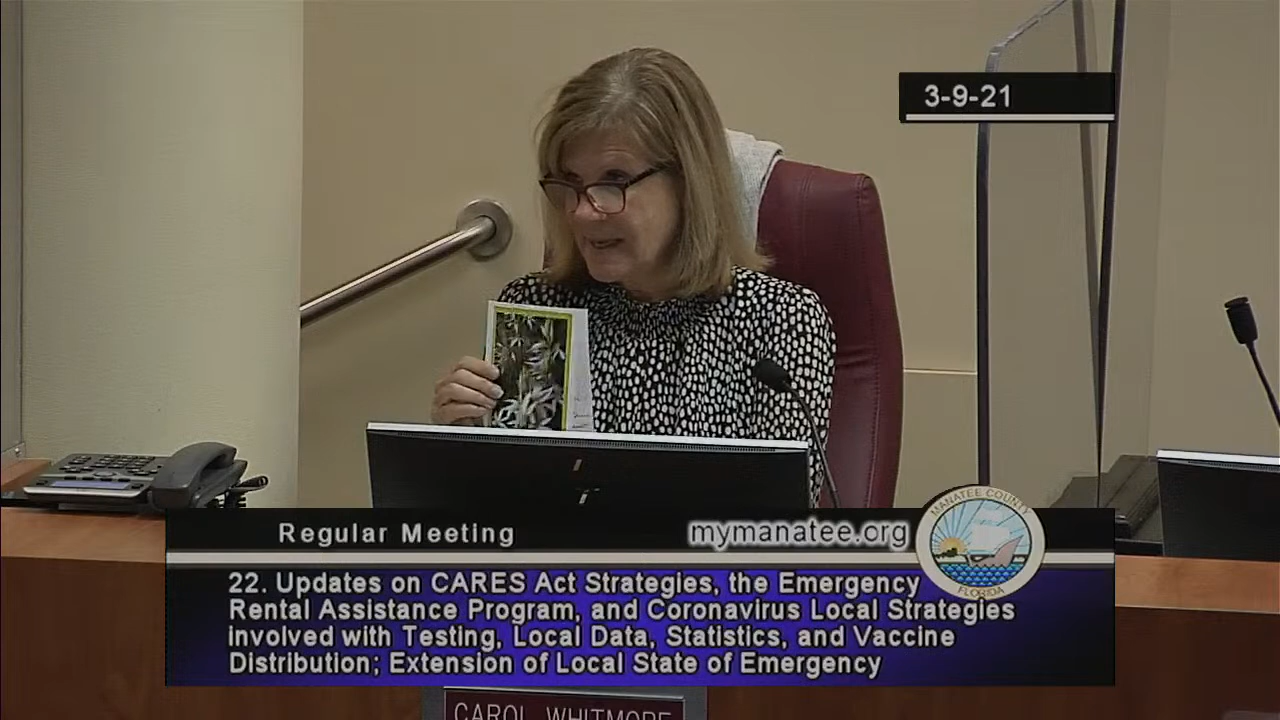 3-9-21
Regular Meeting
mymanatee.org
MANATEE COUNTY
FLORIDA
22. Updates on CARES Act Strategies, the Emergency
Rental Assistance Program, and Coronavirus Local Strategies
involved with Testing, Local Data, Statistics, and Vaccine
Distribution; Extension of Local State of Emergency
CAROL WHITMORE